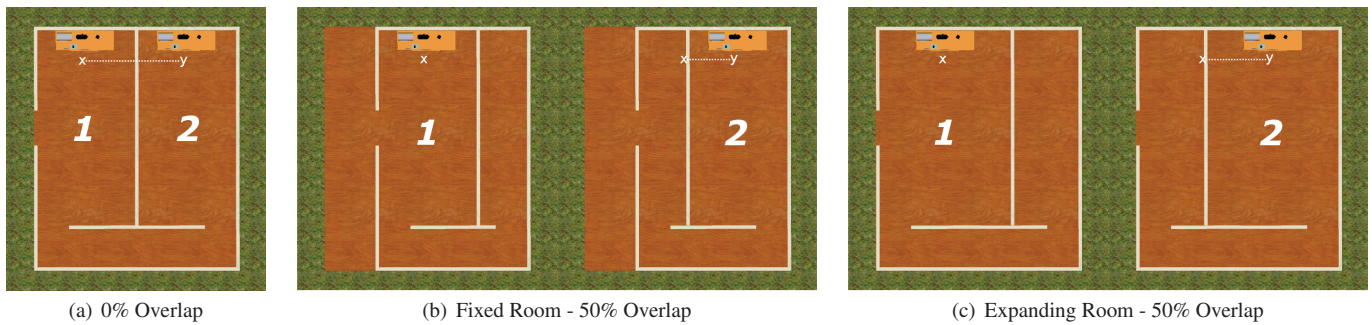 x y
1 2
x
1
x y
2
x
1
x y
2
(a) 0% Overlap
(b) Fixed Room - 50% Overlap
(c) Expanding Room - 50% Overlap